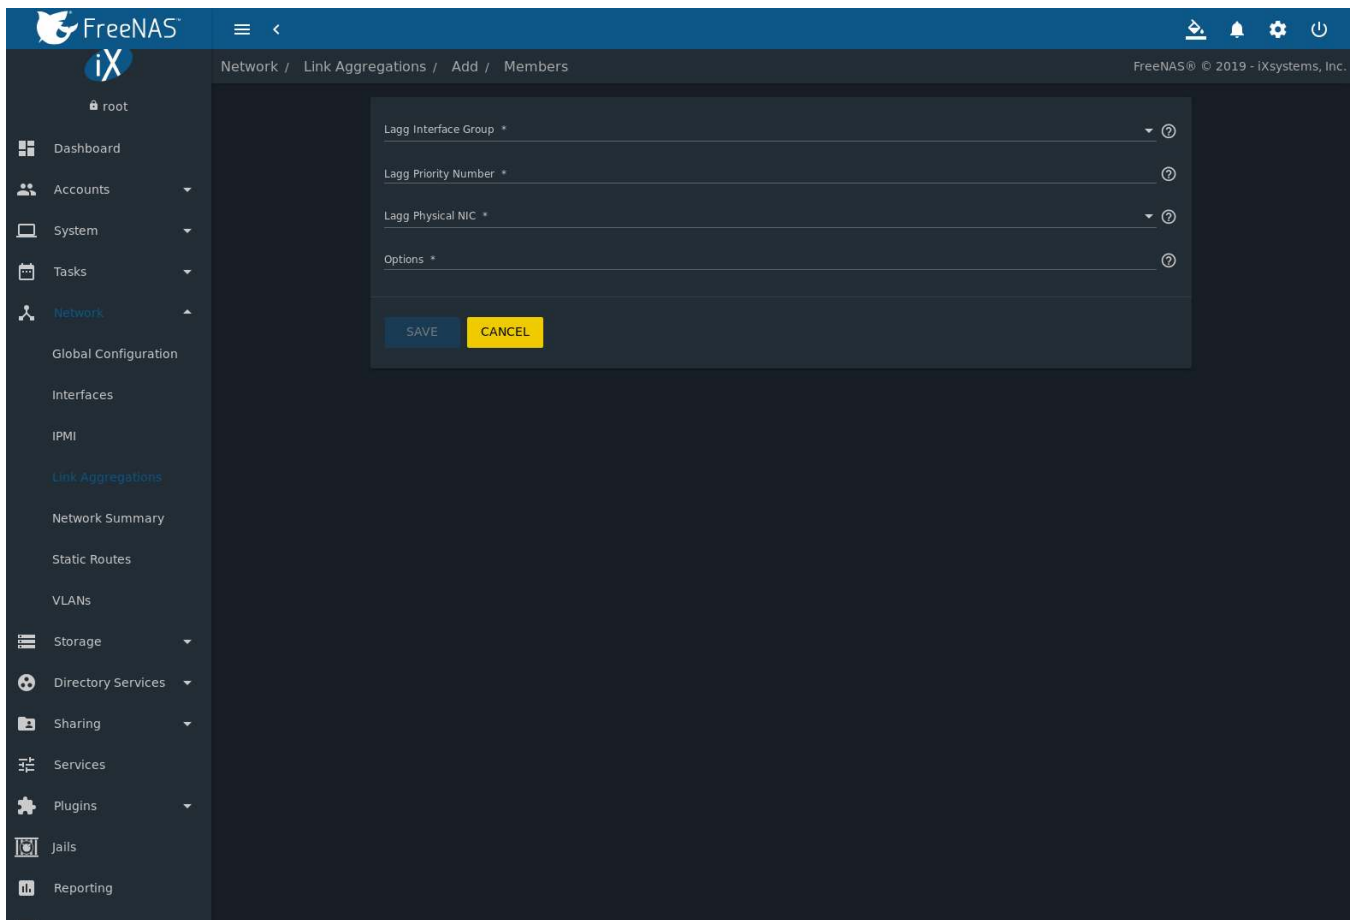 FreeNAS™
iX
root
Dashboard
Accounts
System
Tasks
Network
Global Configuration
Interfaces
IPMI
Link Aggregations
Network Summary
Static Routes
VLANs
Storage
Directory Services
Sharing
Services
Plugins
Jails
Reporting
Network / Link Aggregations / Add / Members
FreeNAS® © 2019 - iXsystems, Inc.
Lagg Interface Group *
Lagg Priority Number *
Lagg Physical NIC *
Options *
SAVE CANCEL